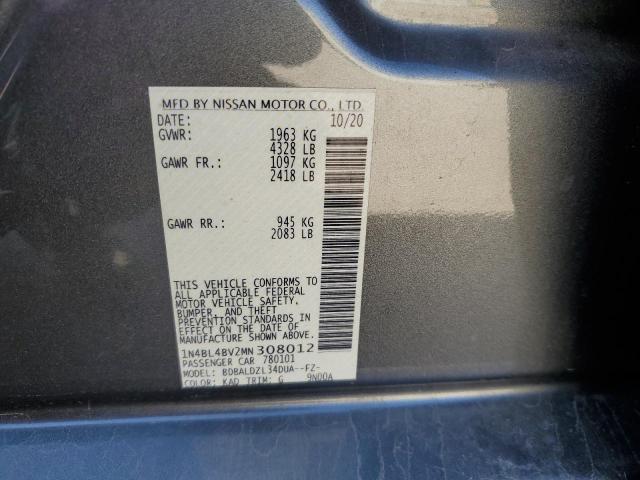 MFD BY NISSAN MOTOR CO., LTD.
DATE: 10/20
GVWR: 1963 KG
4328 LB
GAWR FR.: 1097 KG
2418 LB
GAWR RR.: 945 KG
2083 LB
THIS VEHICLE CONFORMS TO
ALL APPLICABLE FEDERAL
MOTOR VEHICLE SAFETY,
BUMPER, AND THEFT
PREVENTION STANDARDS IN
EFFECT ON THE DATE OF
MANUFACTURE SHOWN ABOVE.
1N4BL4BV2MN308012
PASSENGER CAR 780101
MODEL: BDBALDZL34DUA--FZ-
COLOR: KAD TRIM: G 9N00A